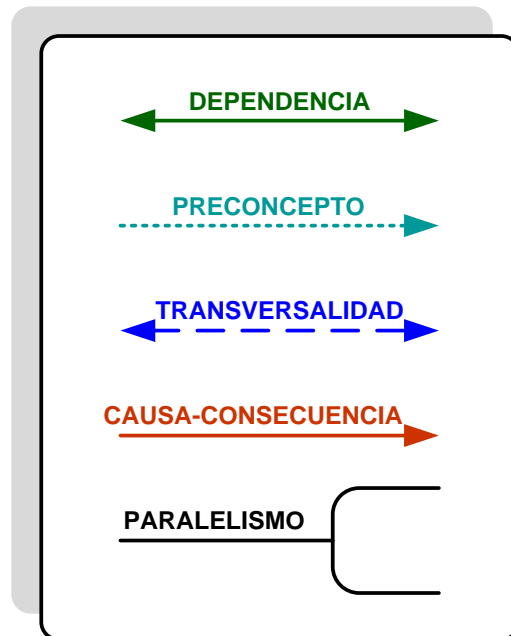 DEPENDENCIA
PRECONCEPTO
TRANSVERSALIDAD
CAUSA-CONSECUENCIA
PARALELISMO